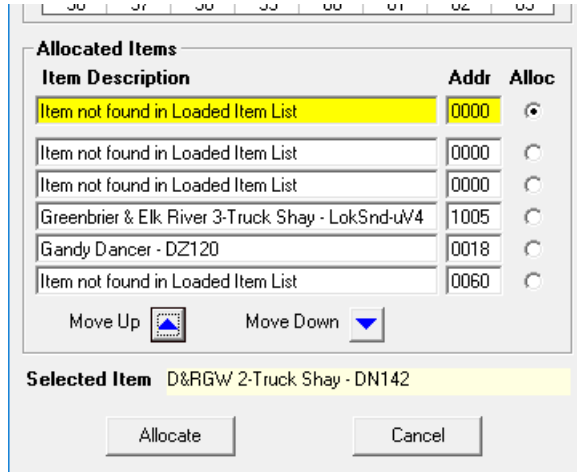 Allocated Items
Item Description Addr Alloc
Item not found in Loaded Item List 0000
Item not found in Loaded Item List 0000
Item not found in Loaded Item List 0000
Greenbrier & Elk River 3-Truck Shay - LokSnd-uV4 1005
Gandy Dancer - DZ120 0018
Item not found in Loaded Item List 0060
Move Up Move Down
Selected Item D&RGW 2-Truck Shay - DN142
Allocate Cancel